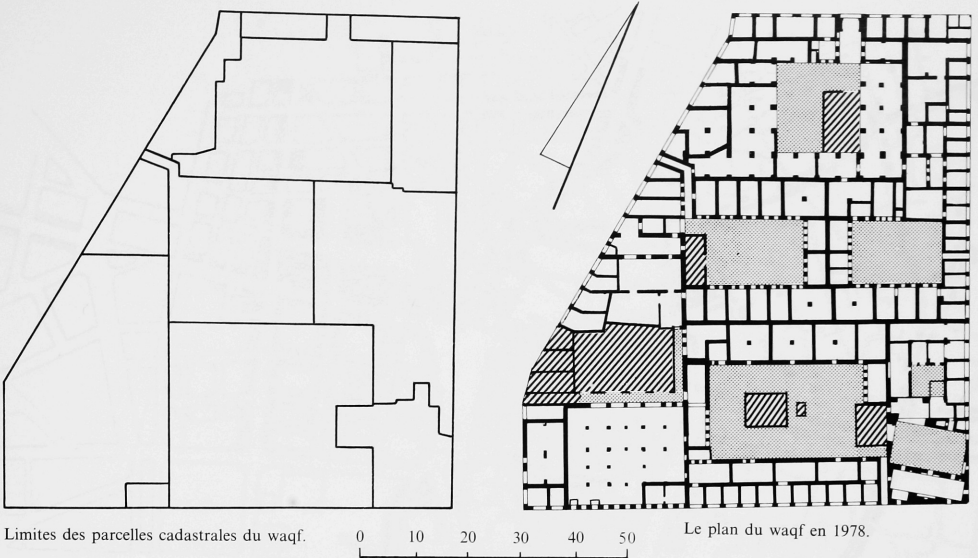 Limites des parcelles cadastrales du waqf.
0 10 20 30 40 50
Le plan du waqf en 1978.